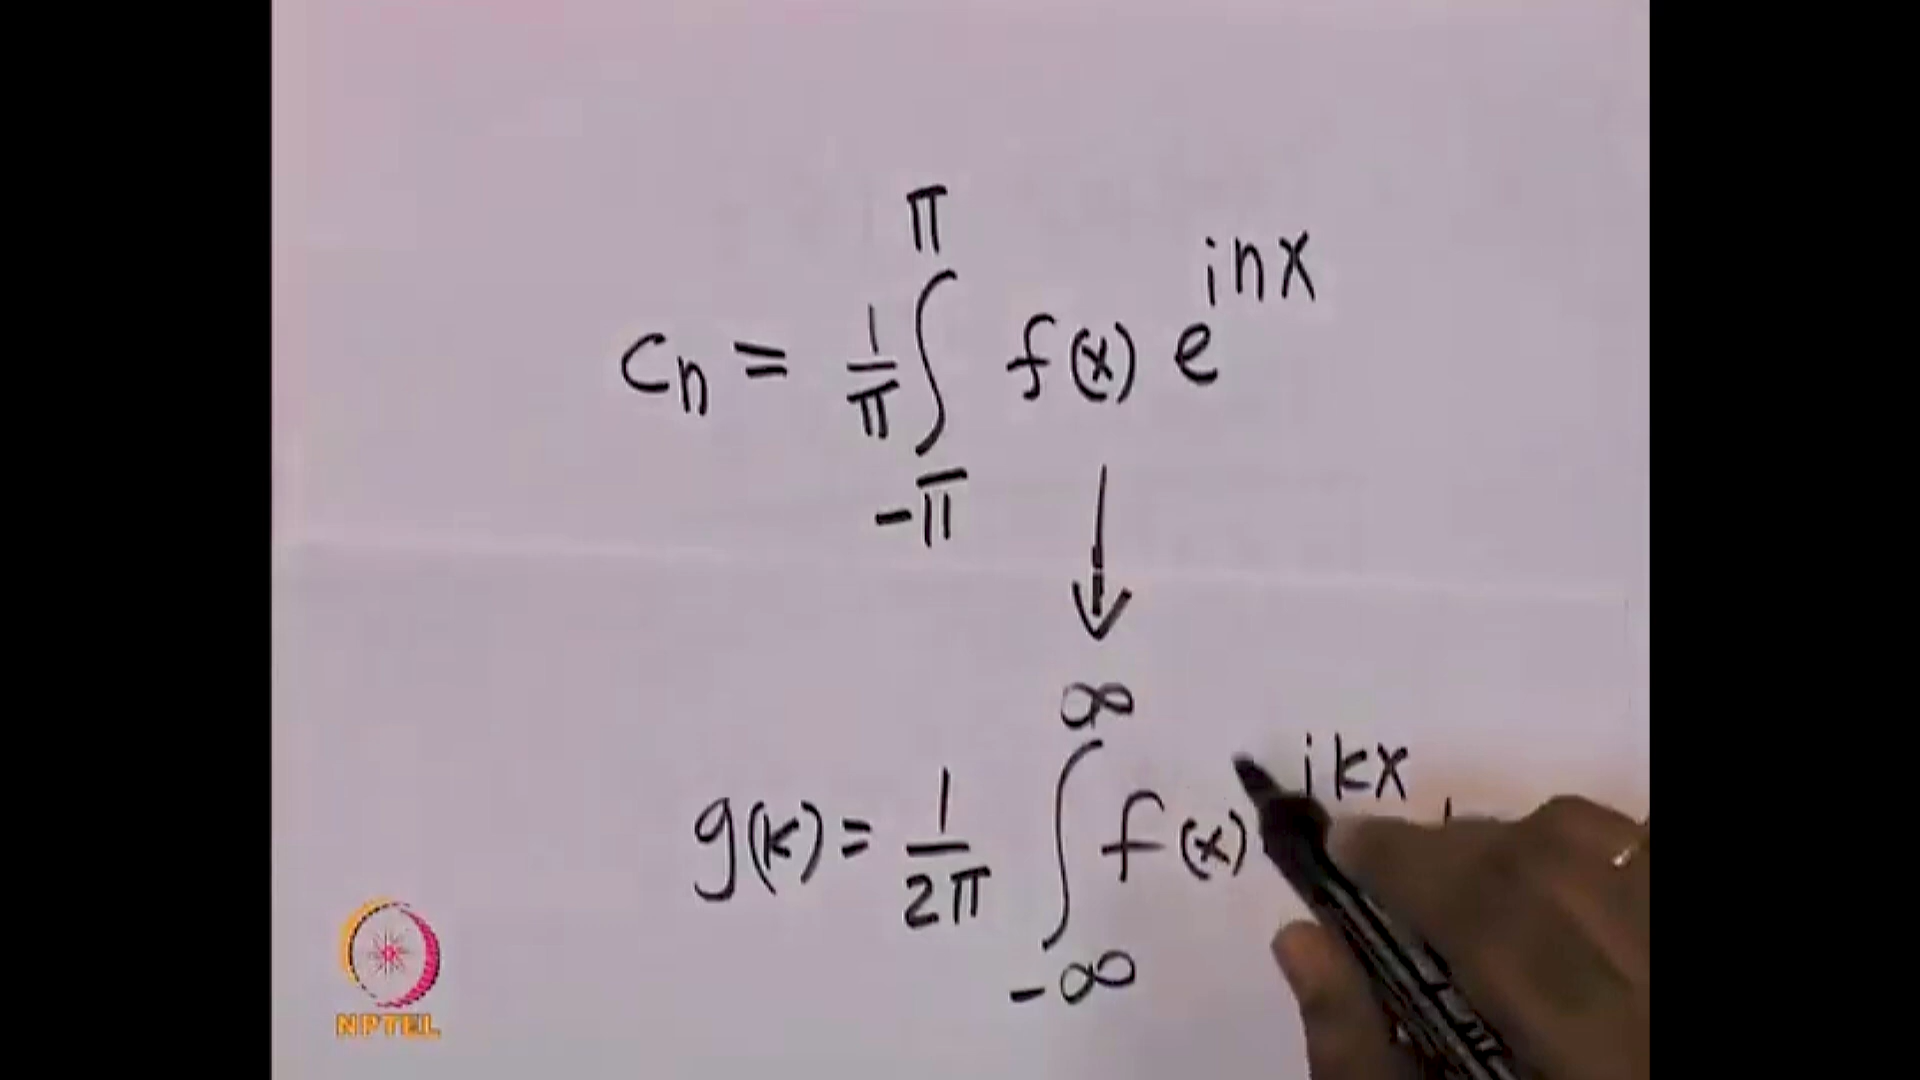 π
inx
cn = 1/π ∫ f(x) e
-π
∞
ikx
g(k) = 1/2π ∫ f(x)
-∞
NPTEL